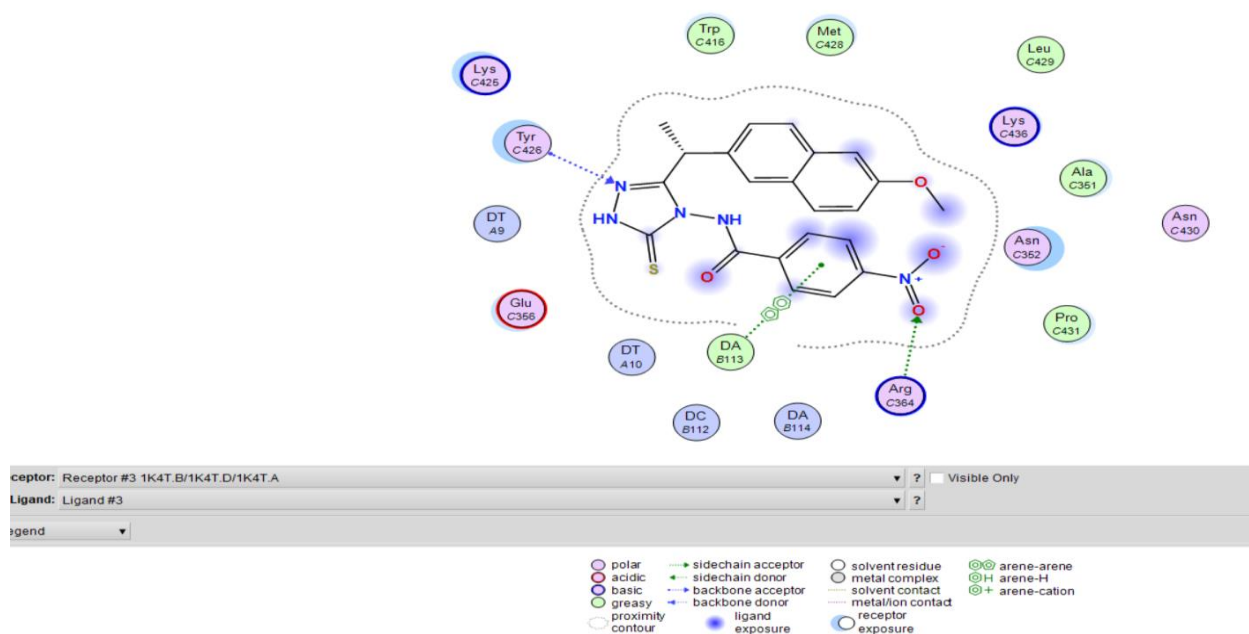 Trp
C416
Met
C428
Leu
C429
Lys
C425
Lys
C436
Tyr
C426
Ala
C351
N
O
DT
A9
HN
N
NH
Asn
C430
Asn
C352
O-
S
O
N+
Glu
C356
O
Pro
C431
DT
A10
DA
B113
Arg
C364
DC
B112
DA
B114
ceptor: Receptor #3 1K4T.B/1K4T.D/1K4T.A ? Visible Only
Ligand: Ligand #3 ?
egend
polar
acidic
basic
greasy
proximity
contour
sidechain acceptor
sidechain donor
backbone acceptor
backbone donor
ligand
exposure
solvent residue
metal complex
solvent contact
metal/ion contact
receptor
exposure
arene-arene
H arene-H
+ arene-cation